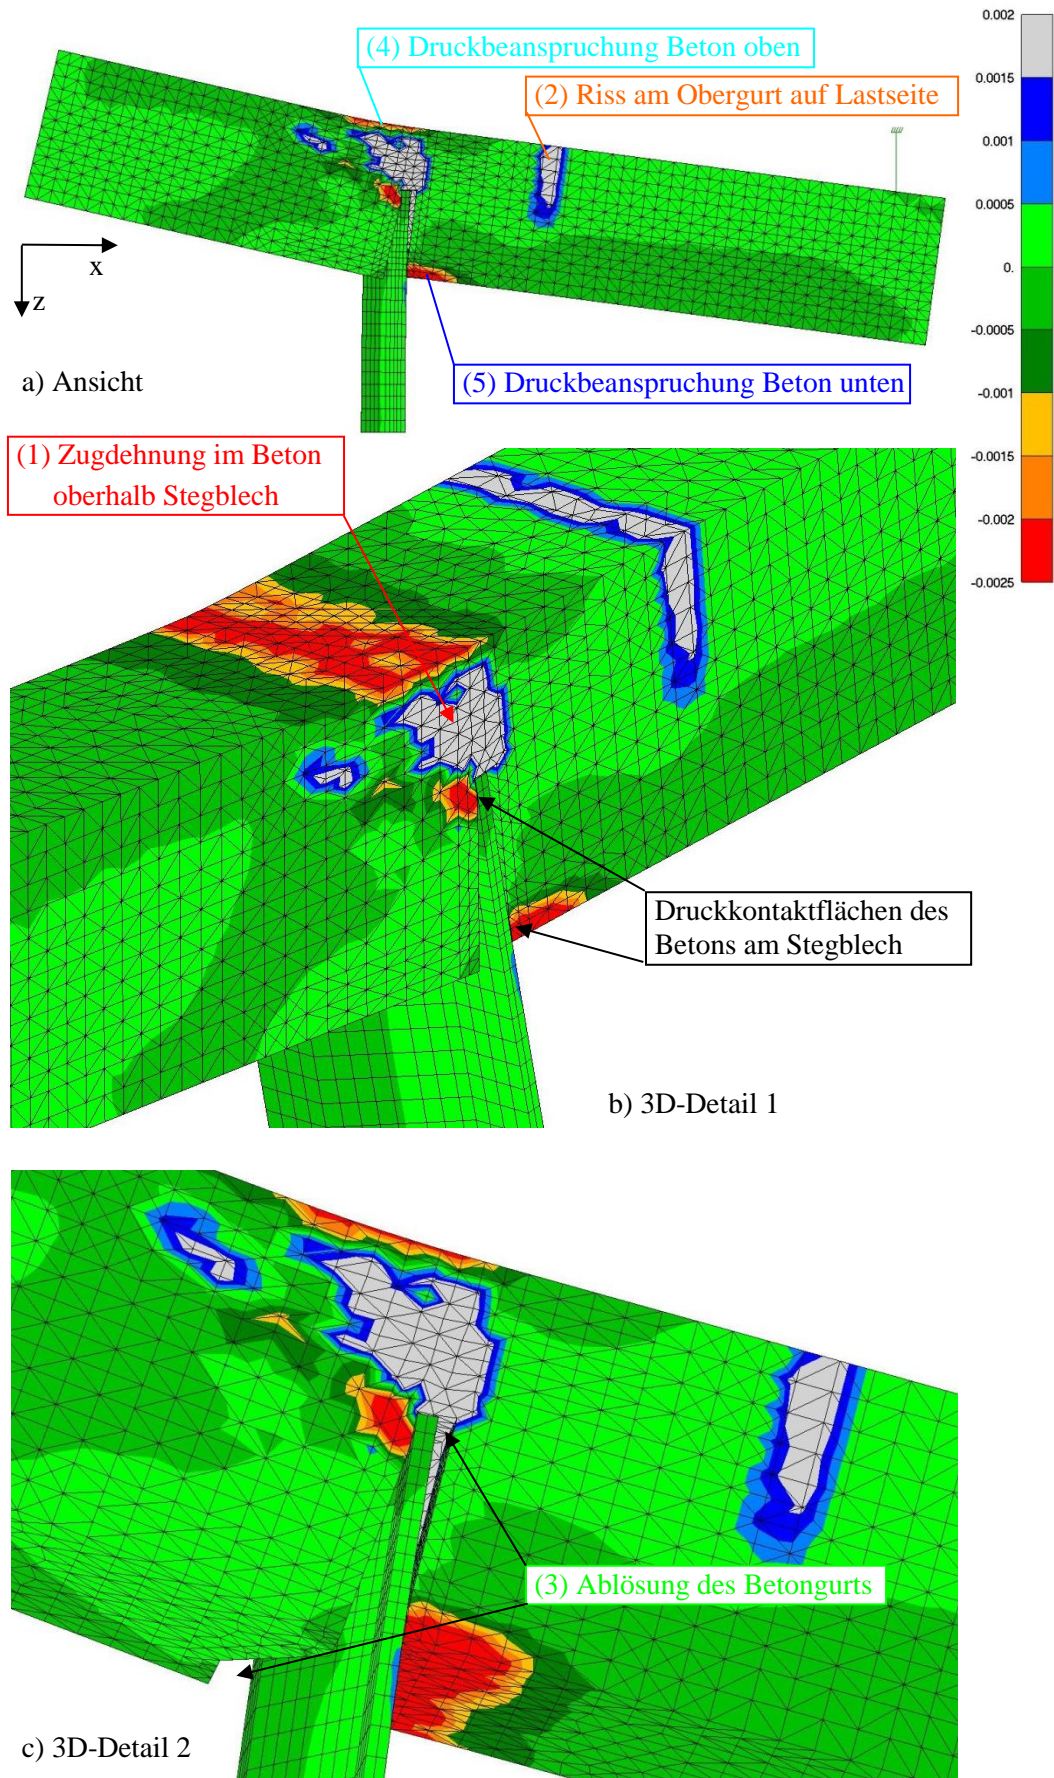 (4) Druckbeanspruchung Beton oben
(2) Riss am Obergurt auf Lastseite
x
z
a) Ansicht
(5) Druckbeanspruchung Beton unten
0.002
0.0015
0.001
0.0005
0.
-0.0005
-0.001
-0.0015
-0.002
-0.0025
(1) Zugdehnung im Beton
oberhalb Stegblech
Druckkontaktflächen des
Betons am Stegblech
b) 3D-Detail 1
(3) Ablösung des Betongurts
c) 3D-Detail 2